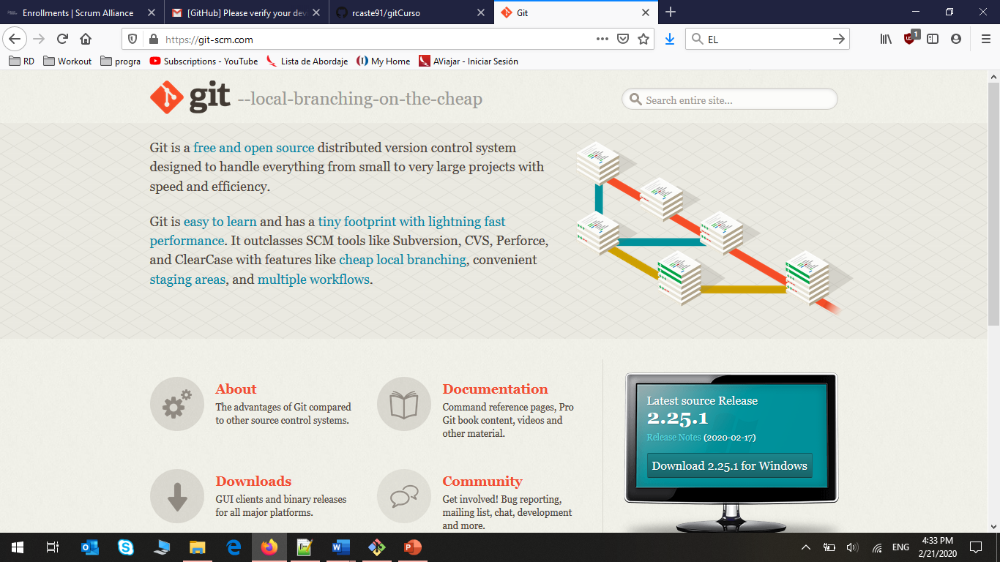 Enrollments | Scrum Alliance
[GitHub] Please verify your dev
rcaste91/gitCurso
Git
https://git-scm.com
EL
1
RD
Workout
progra
Subscriptions - YouTube
Lista de Abordaje
My Home
AViajar - Iniciar Sesión
git --local-branching-on-the-cheap
Search entire site...
Git is a free and open source distributed version control system
designed to handle everything from small to very large projects with
speed and efficiency.
Git is easy to learn and has a tiny footprint with lightning fast
performance. It outclasses SCM tools like Subversion, CVS, Perforce,
and ClearCase with features like cheap local branching, convenient
staging areas, and multiple workflows.
About
The advantages of Git compared
to other source control systems.
Documentation
Command reference pages, Pro
Git book content, videos and
other material.
Downloads
GUI clients and binary releases
for all major platforms.
Community
Get involved! Bug reporting,
mailing list, chat, development
and more.
Latest source Release
2.25.1
Release Notes (2020-02-17)
Download 2.25.1 for Windows
ENG
4:33 PM
2/21/2020